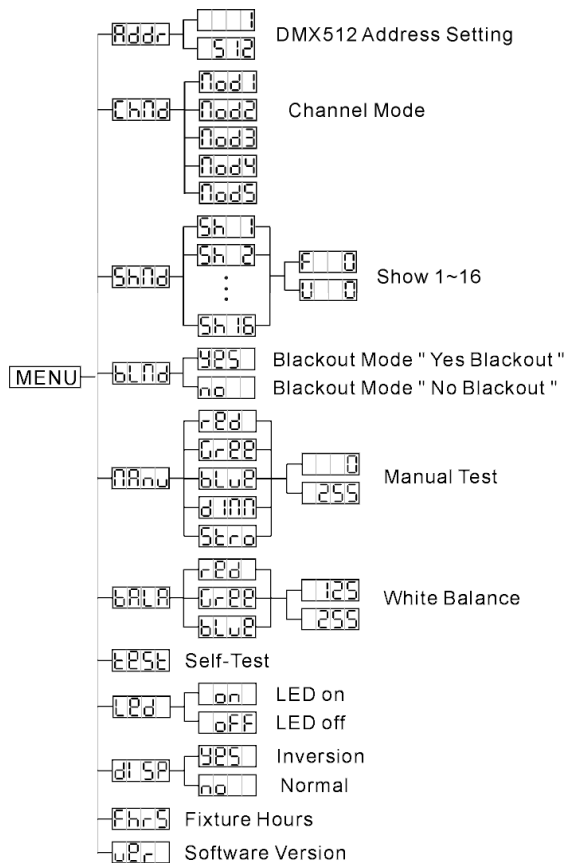 MENU
Addr
1
512
DMX512 Address Setting
ChMd
Mod1
Mod2
Mod3
Mod4
Mod5
Channel Mode
ShMd
Sh 1
Sh 2
Sh16
F 0
U 0
Show 1~16
bLMd
YeS
no
Blackout Mode " Yes Blackout "
Blackout Mode " No Blackout "
MAnu
red
Gree
bLue
diMM
Stro
0
255
Manual Test
bALA
red
Gree
bLue
125
255
White Balance
teSt
Self-Test
Led
on
LED on
oFF
LED off
diSP
YeS
Inversion
no
Normal
FhrS
Fixture Hours
uer
Software Version